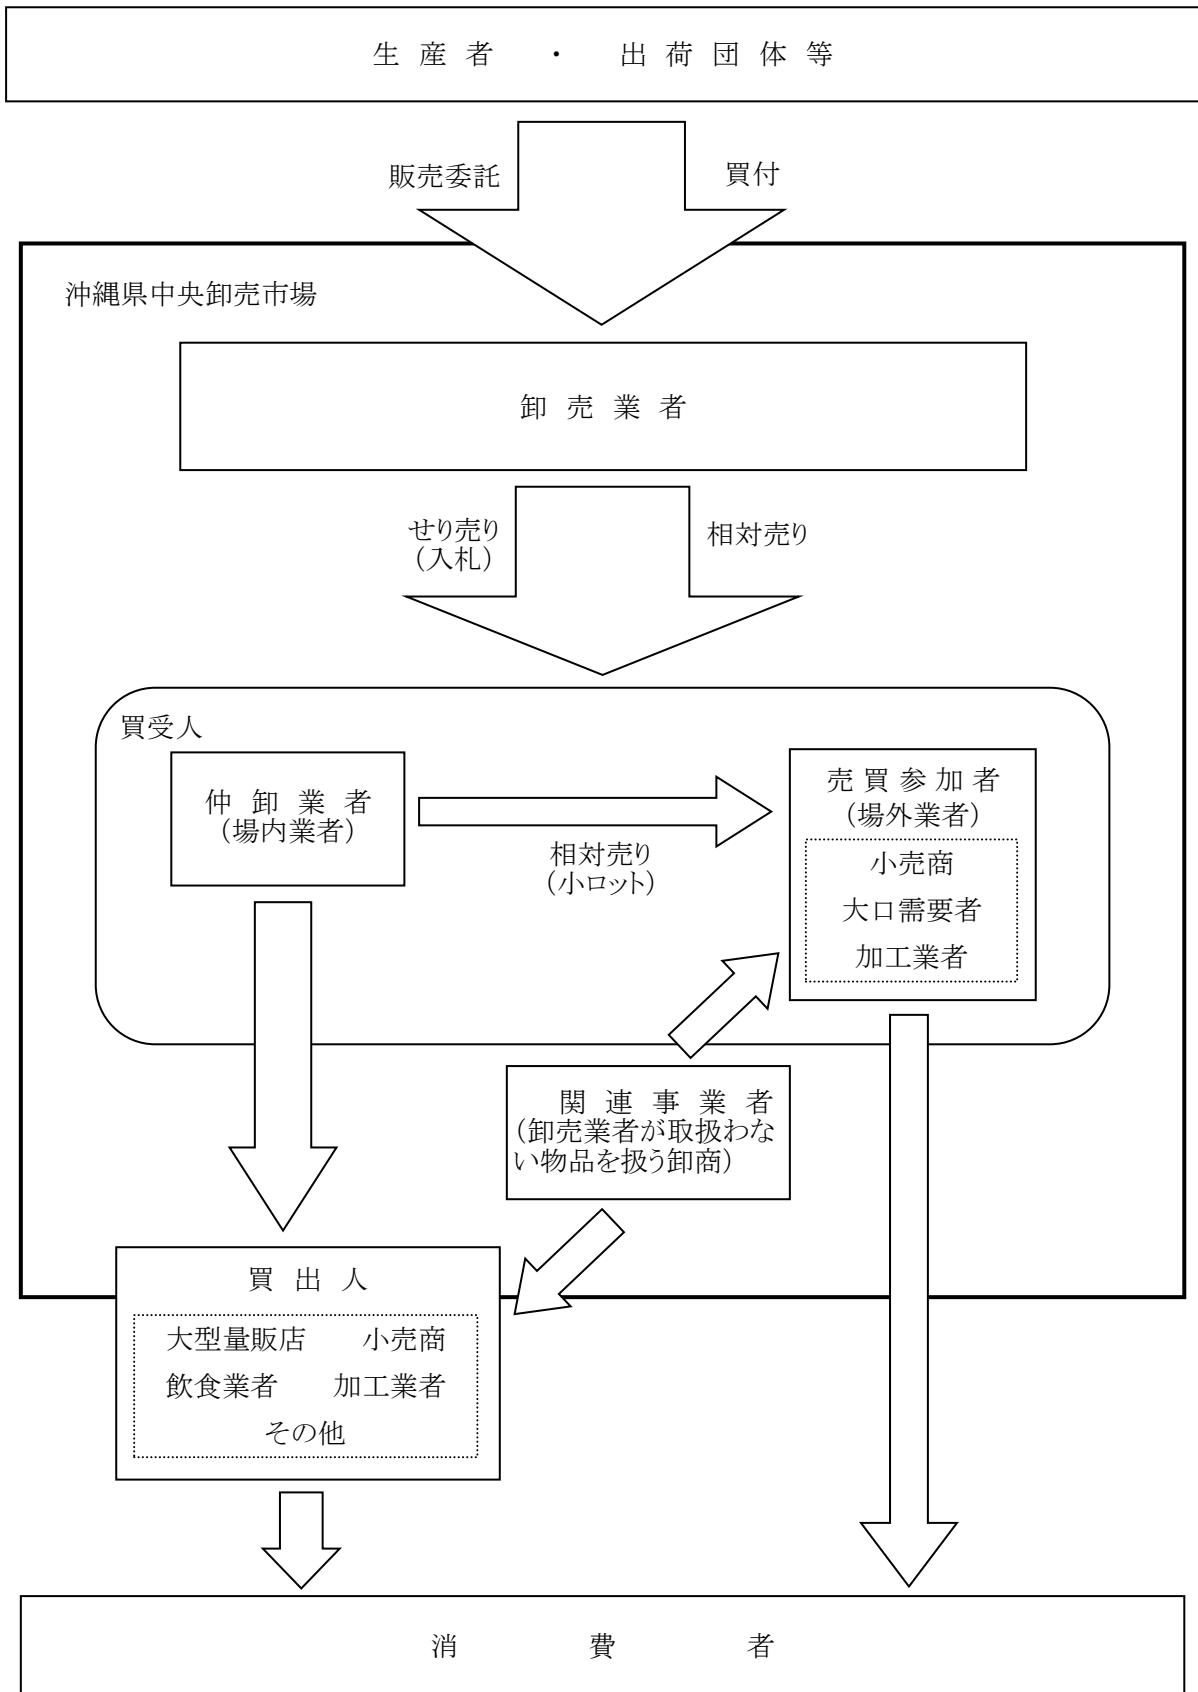 生産者・出荷団体等
販売委託
買付
沖縄県中央卸売市場
卸売業者
せり売り
（入札）
相対売り
買受人
仲卸業者
（場内業者）
相対売り
（小ロット）
売買参加者
（場外業者）
小売商
大口需要者
加工業者
関連事業者
（卸売業者が取扱わな
い物品を扱う卸商）
買出人
大型量販店 小売商
飲食業者 加工業者
その他
消費者